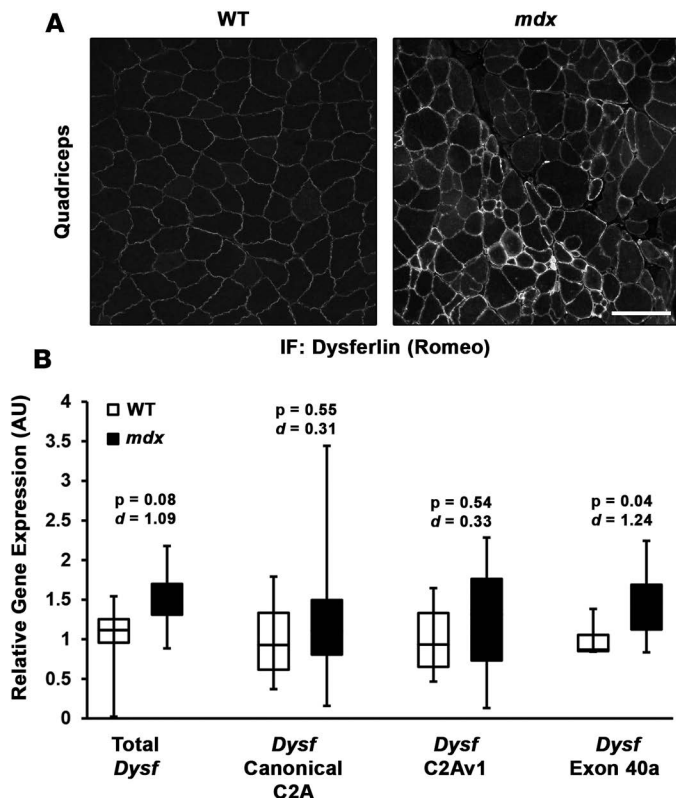 A
WT
mdx
Quadriceps
IF: Dysferlin (Romeo)
B
Relative Gene Expression (AU)
4
3.5
3
2.5
2
1.5
1
0.5
0
WT
mdx
p = 0.08
d = 1.09
p = 0.55
d = 0.31
p = 0.54
d = 0.33
p = 0.04
d = 1.24
Total
Dysf
Dysf
Canonical
C2A
Dysf
C2Av1
Dysf
Exon 40a